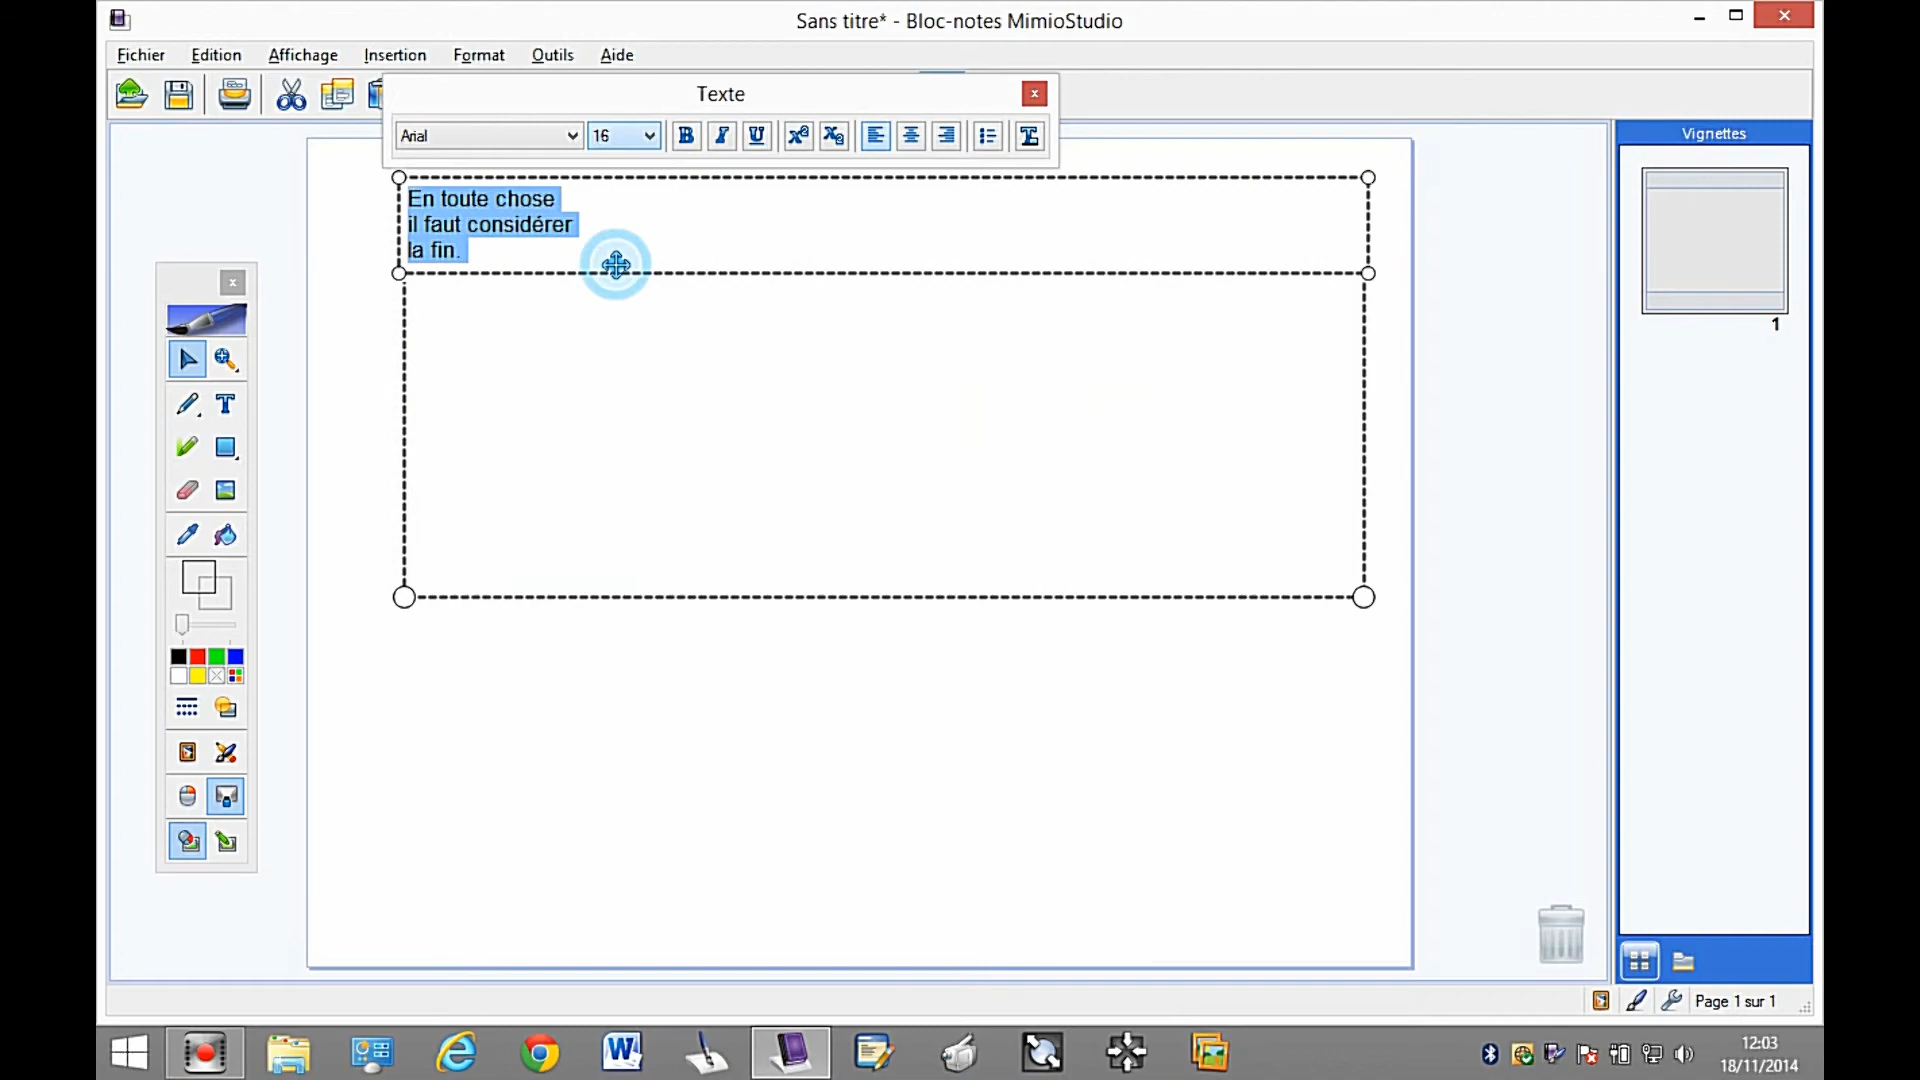 Sans titre* - Bloc-notes MimioStudio
Fichier Edition Affichage Insertion Format Outils Aide
Texte
Arial 16
Vignettes
En toute chose
il faut considérer
la fin.
1
Page 1 sur 1
12:03
18/11/2014